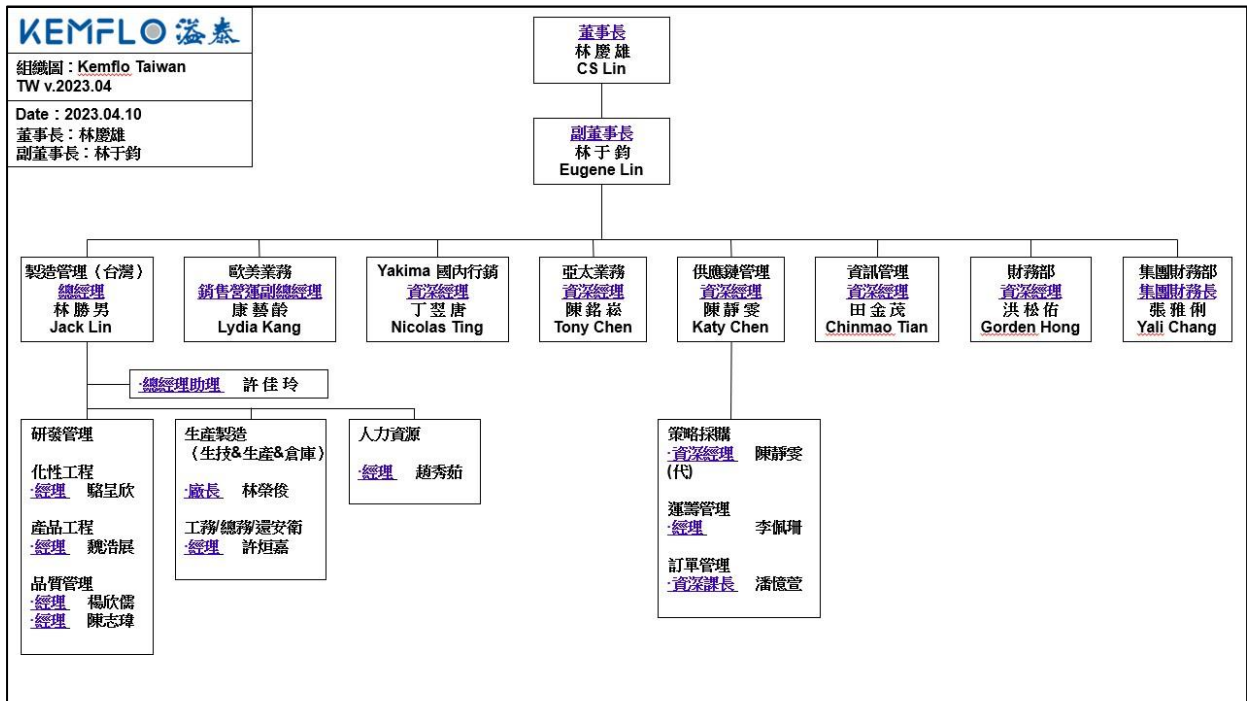 KEMFLO 溢泰
組織圖：Kemflo Taiwan
TW v.2023.04
Date：2023.04.10
董事長：林慶雄
副董事長：林于鈞
董事長
林 慶 雄
CS Lin
副董事長
林 于 鈞
Eugene Lin
製造管理（台灣）
總經理
林 勝 男
Jack Lin
歐美業務
銷售營運副總經理
康 藝 齡
Lydia Kang
Yakima 國內行銷
資深經理
丁 翌 唐
Nicolas Ting
亞太業務
資深經理
陳 銘 崧
Tony Chen
供應鏈管理
資深經理
陳 靜 雯
Katy Chen
資訊管理
資深經理
田 金 茂
Chinmao Tian
財務部
資深經理
洪 松 佑
Gorden Hong
集團財務部
集團財務長
張 雅 俐
Yali Chang
·總經理助理 許 佳 玲
研發管理
化性工程
·經理 駱呈欣
產品工程
·經理 魏浩展
品質管理
·經理 楊欣儒
·經理 陳志瑋
生產製造
（生技&生產&倉庫）
·廠長 林榮俊
工務/總務/還安衛
·經理 許烜嘉
人力資源
·經理 趙秀茹
策略採購
·資深經理 陳靜雯
(代)
運籌管理
·經理 李佩珊
訂單管理
·資深課長 潘憶萱